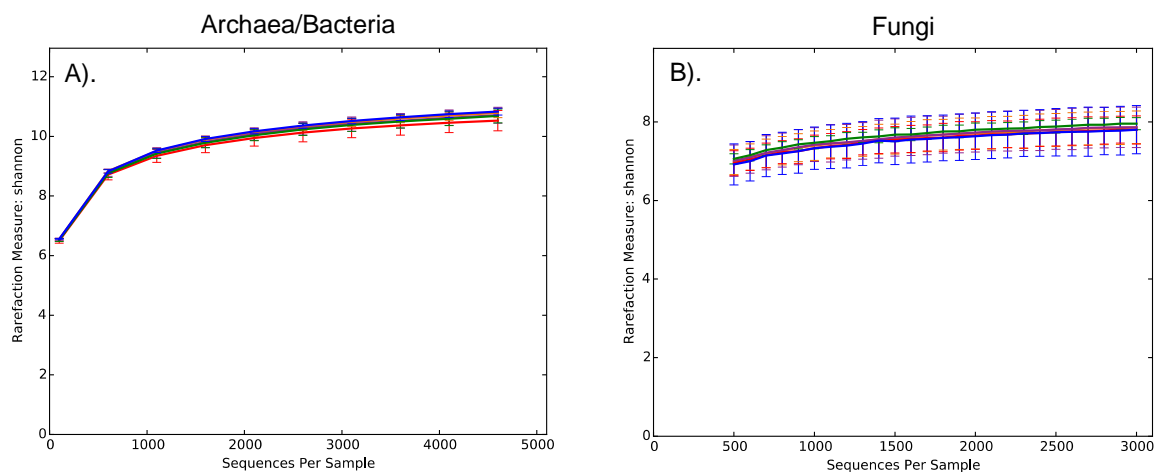 Archaea/Bacteria
A).
Rarefaction Measure: shannon
12
10
8
6
4
2
0
0 1000 2000 3000 4000 5000
Sequences Per Sample
Fungi
B).
Rarefaction Measure: shannon
8
6
4
2
0
500 1000 1500 2000 2500 3000
Sequences Per Sample